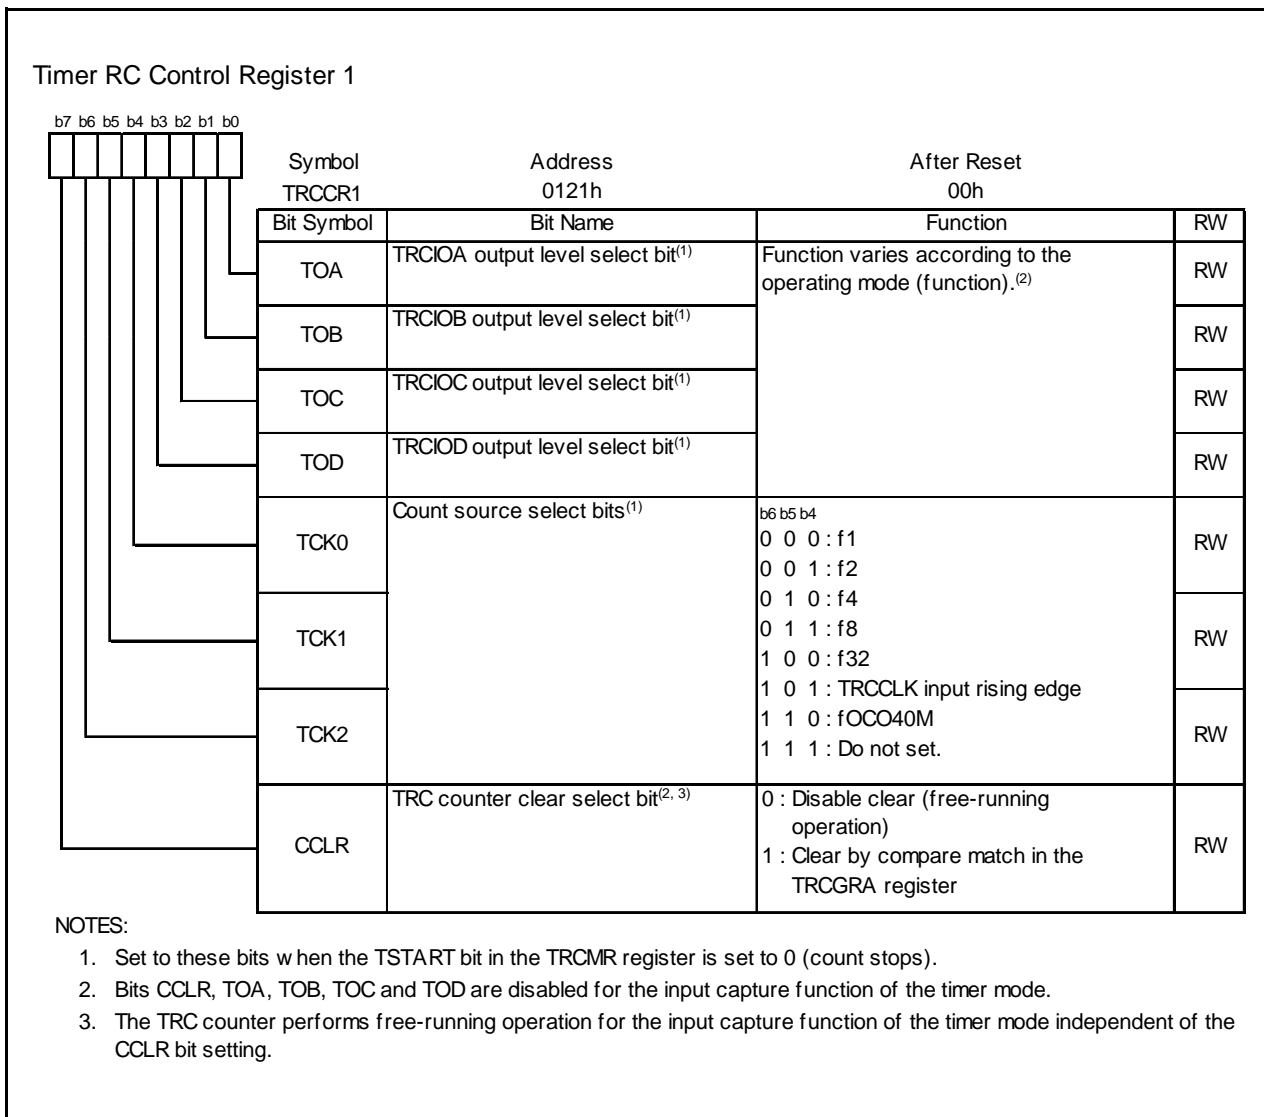 Timer RC Control Register 1
b7 b6 b5 b4 b3 b2 b1 b0
Symbol Address After Reset
TRCCR1 0121h 00h
Bit Symbol Bit Name Function RW
TOA TRCIOA output level select bit(1) Function varies according to the RW
operating mode (function).(2)
TOB TRCIOB output level select bit(1) RW
TOC TRCIOC output level select bit(1) RW
TOD TRCIOD output level select bit(1) RW
Count source select bits(1) b6 b5 b4
TCK0 0 0 0 : f1 RW
0 0 1 : f2
0 1 0 : f4
TCK1 0 1 1 : f8 RW
1 0 0 : f32
1 0 1 : TRCCLK input rising edge
TCK2 1 1 0 : fOCO40M RW
1 1 1 : Do not set.
TRC counter clear select bit(2, 3) 0 : Disable clear (free-running
operation)
CCLR 1 : Clear by compare match in the RW
TRCGRA register
NOTES:
1. Set to these bits when the TSTART bit in the TRCMR register is set to 0 (count stops).
2. Bits CCLR, TOA, TOB, TOC and TOD are disabled for the input capture function of the timer mode.
3. The TRC counter performs free-running operation for the input capture function of the timer mode independent of the
CCLR bit setting.